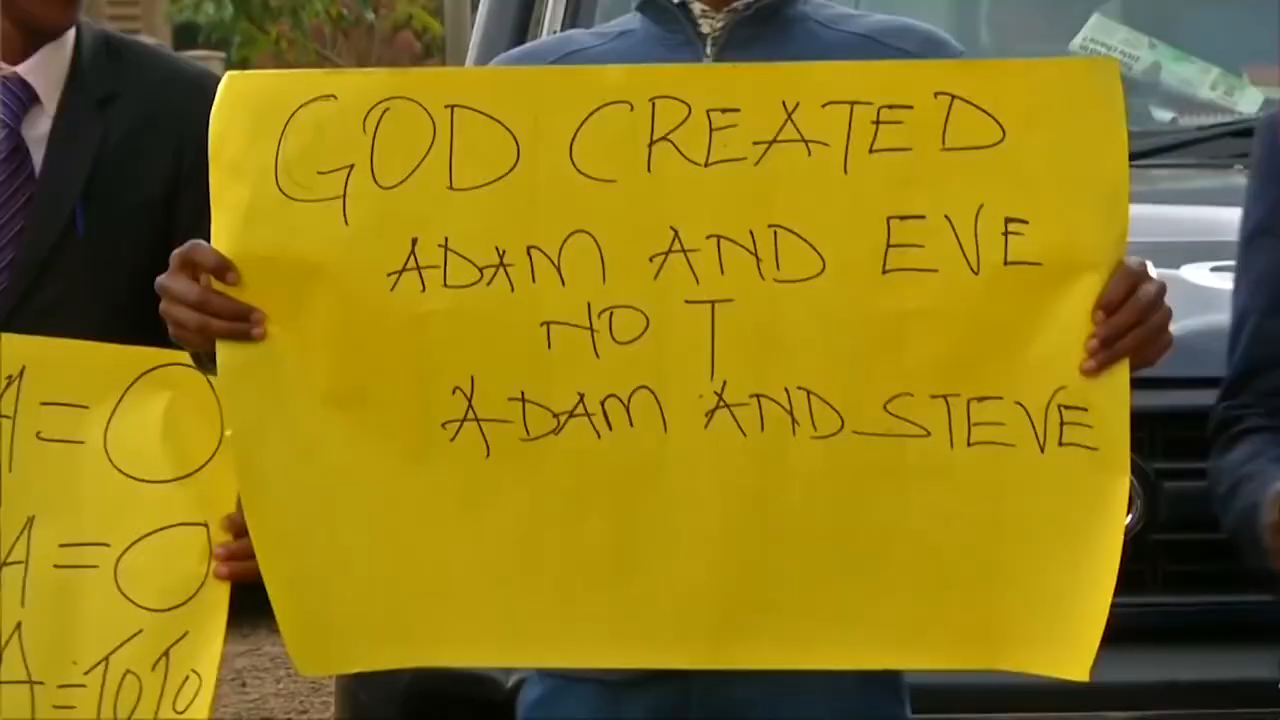 GOD CREATED
ADAM AND EVE
NOT
ADAM AND STEVE
A=O
A=O
A=TOTO